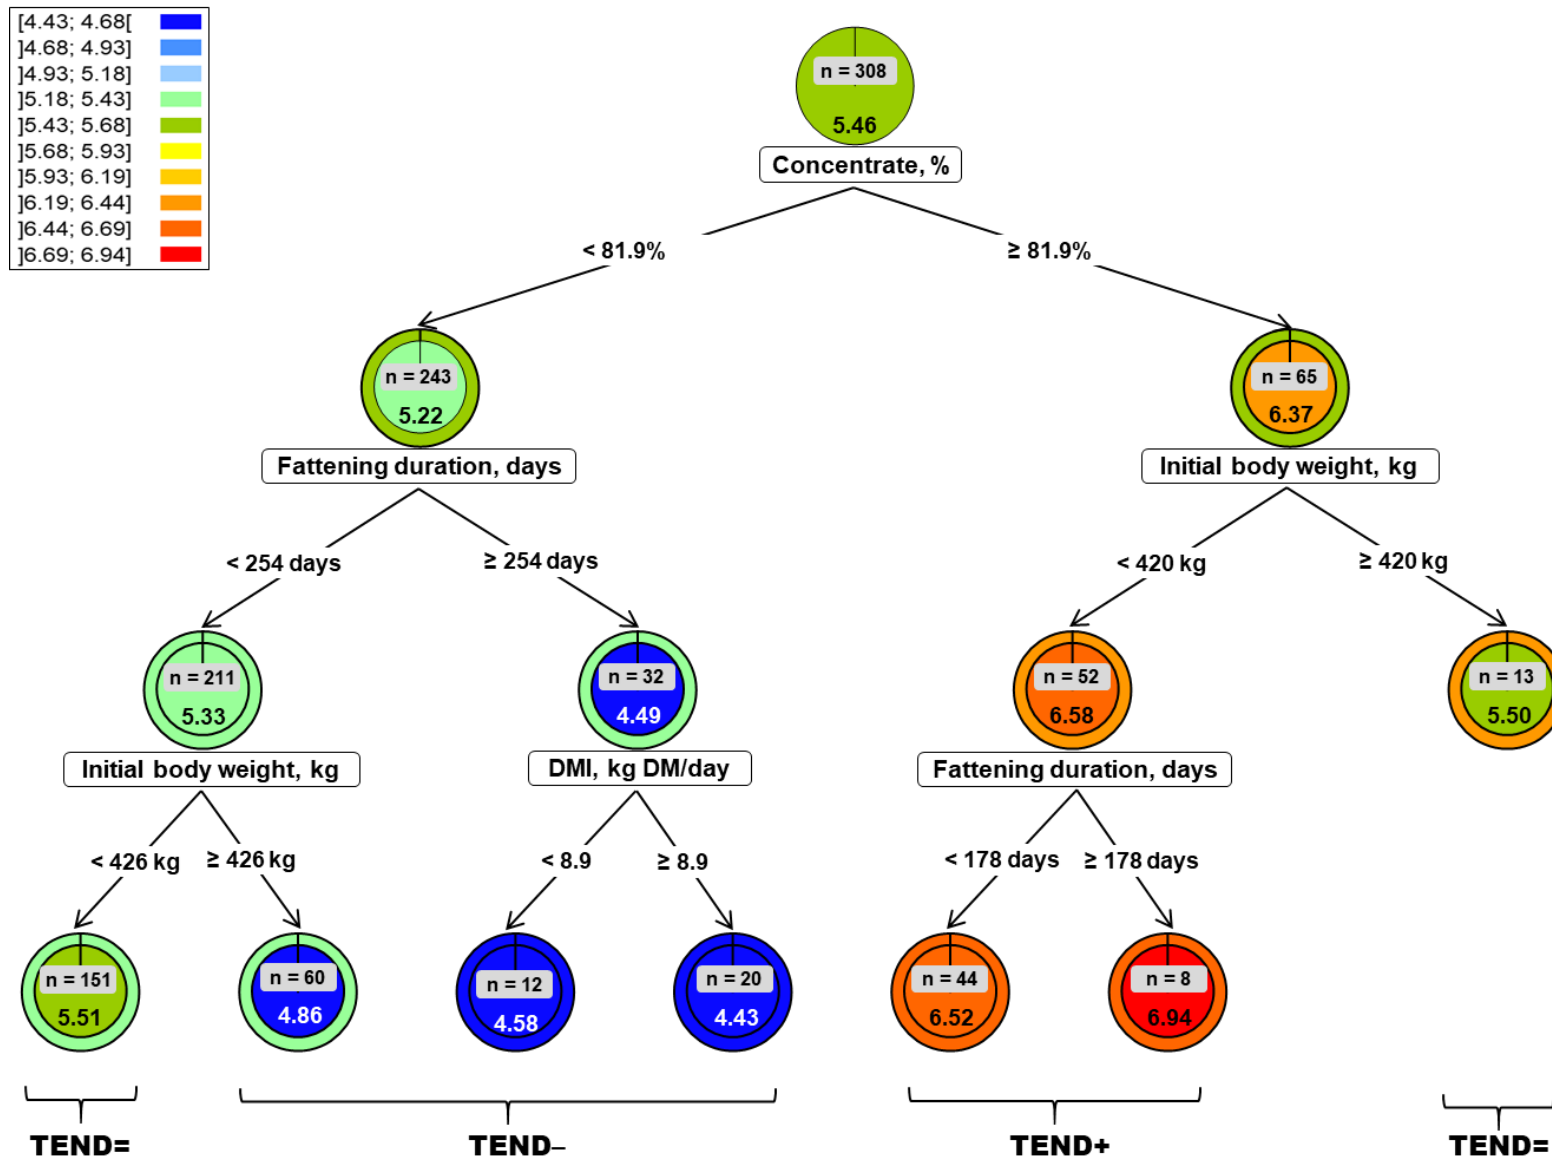 [4.43; 4.68[
]4.68; 4.93]
]4.93; 5.18]
]5.18; 5.43]
]5.43; 5.68]
]5.68; 5.93]
]5.93; 6.19]
]6.19; 6.44]
]6.44; 6.69]
]6.69; 6.94]
n = 308
5.46
Concentrate, %
< 81.9%
≥ 81.9%
n = 243
5.22
n = 65
6.37
Fattening duration, days
Initial body weight, kg
< 254 days
≥ 254 days
< 420 kg
≥ 420 kg
n = 211
5.33
n = 32
4.49
n = 52
6.58
n = 13
5.50
Initial body weight, kg
DMI, kg DM/day
Fattening duration, days
< 426 kg
≥ 426 kg
< 8.9
≥ 8.9
< 178 days
≥ 178 days
n = 151
5.51
n = 60
4.86
n = 12
4.58
n = 20
4.43
n = 44
6.52
n = 8
6.94
TEND=
TEND–
TEND+
TEND=